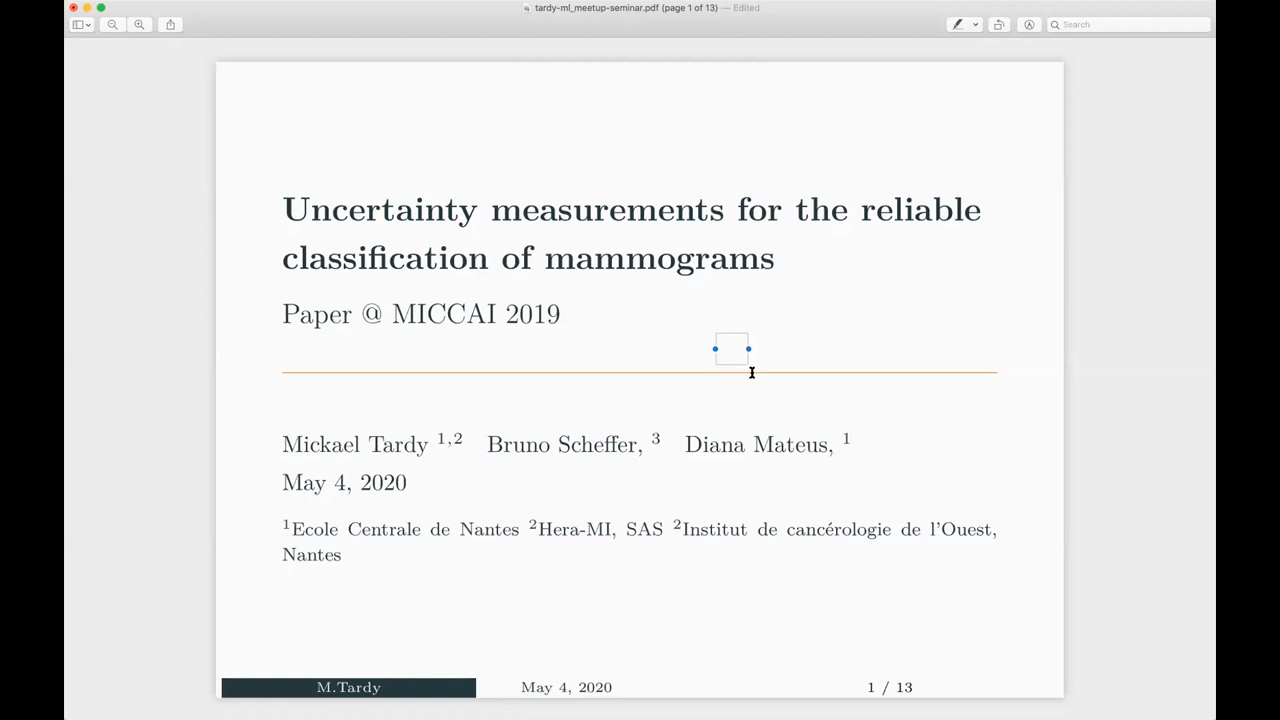 tardy-ml_meetup-seminar.pdf (page 1 of 13) — Edited
Search
Uncertainty measurements for the reliable
classification of mammograms
Paper @ MICCAI 2019
Mickael Tardy 1,2 Bruno Scheffer, 3 Diana Mateus, 1
May 4, 2020
1Ecole Centrale de Nantes 2Hera-MI, SAS 2Institut de cancérologie de l'Ouest,
Nantes
M.Tardy May 4, 2020 1 / 13